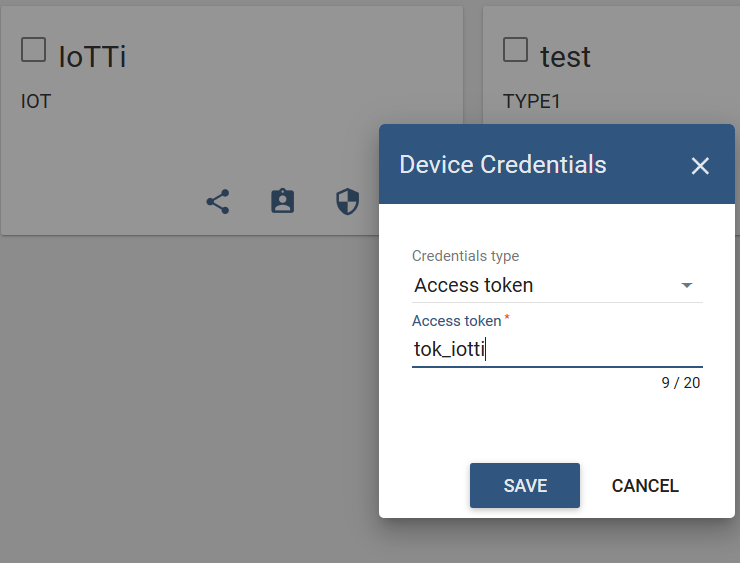 IoTTi
test
IOT
TYPE1
Device Credentials
Credentials type
Access token
Access token *
tok_iotti
9 / 20
SAVE
CANCEL